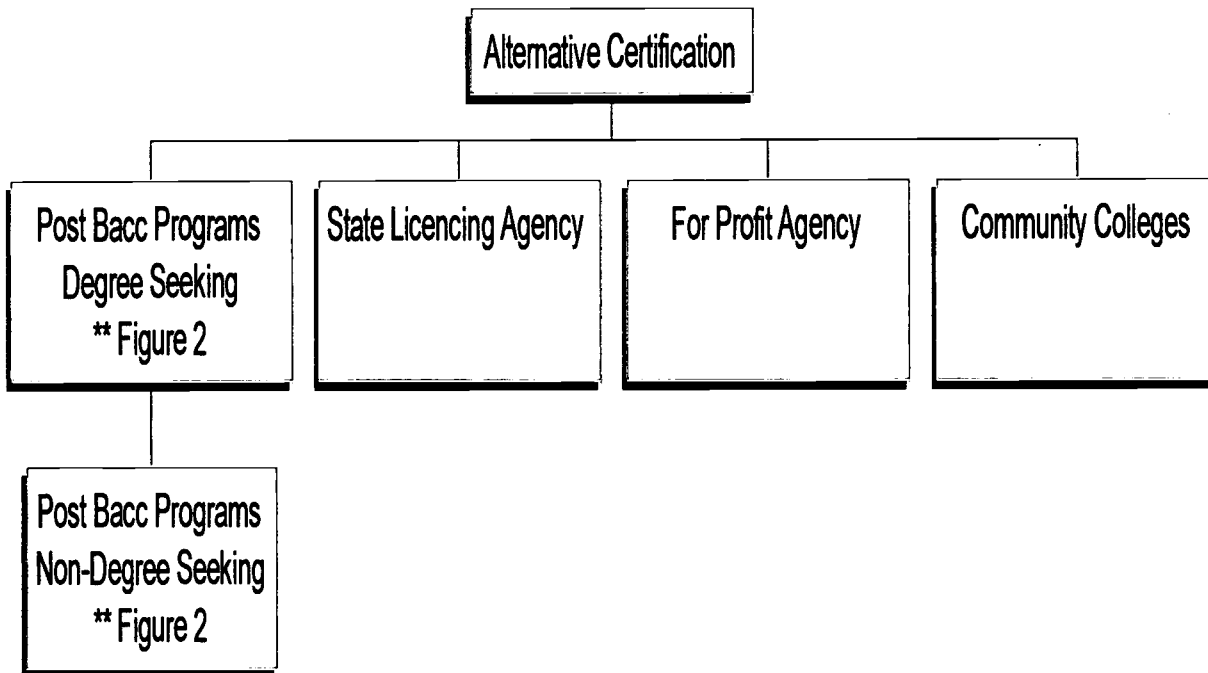 Alternative Certification
Post Bacc Programs
Degree Seeking
** Figure 2
State Licencing Agency
For Profit Agency
Community Colleges
Post Bacc Programs
Non-Degree Seeking
** Figure 2